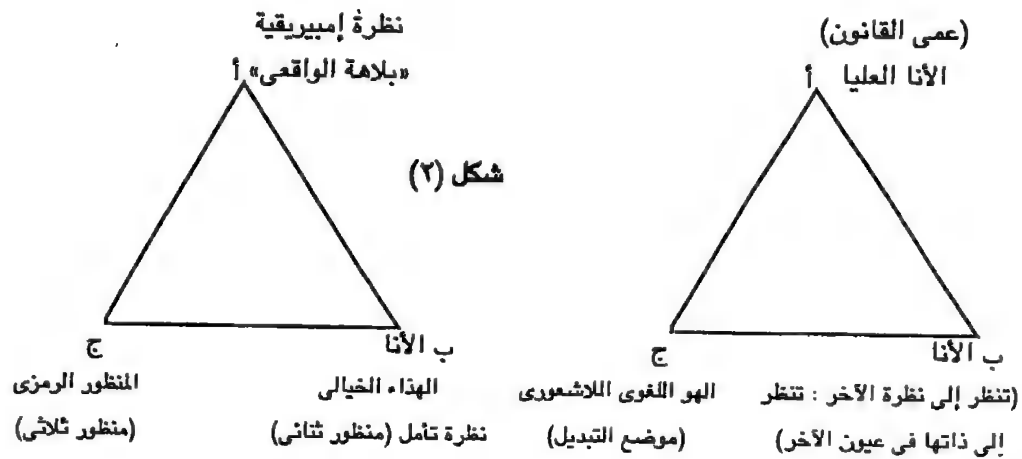 (عمى القانون)
الأنا العليا أ
ب الأنا
ج
(تنظر إلى نظرة الآخر : تنظر
إلى ذاتها فى عيون الآخر)
الهو اللغوى اللاشعورى
(موضع التبديل)
شكل (٢)
نظرة إمبيريقية
«بلاهة الواقعى» أ
ب الأنا
ج
الهذاء الخيالى
نظرة تأمل (منظور ثنائى)
المنظور الرمزى
(منظور ثلاثى)